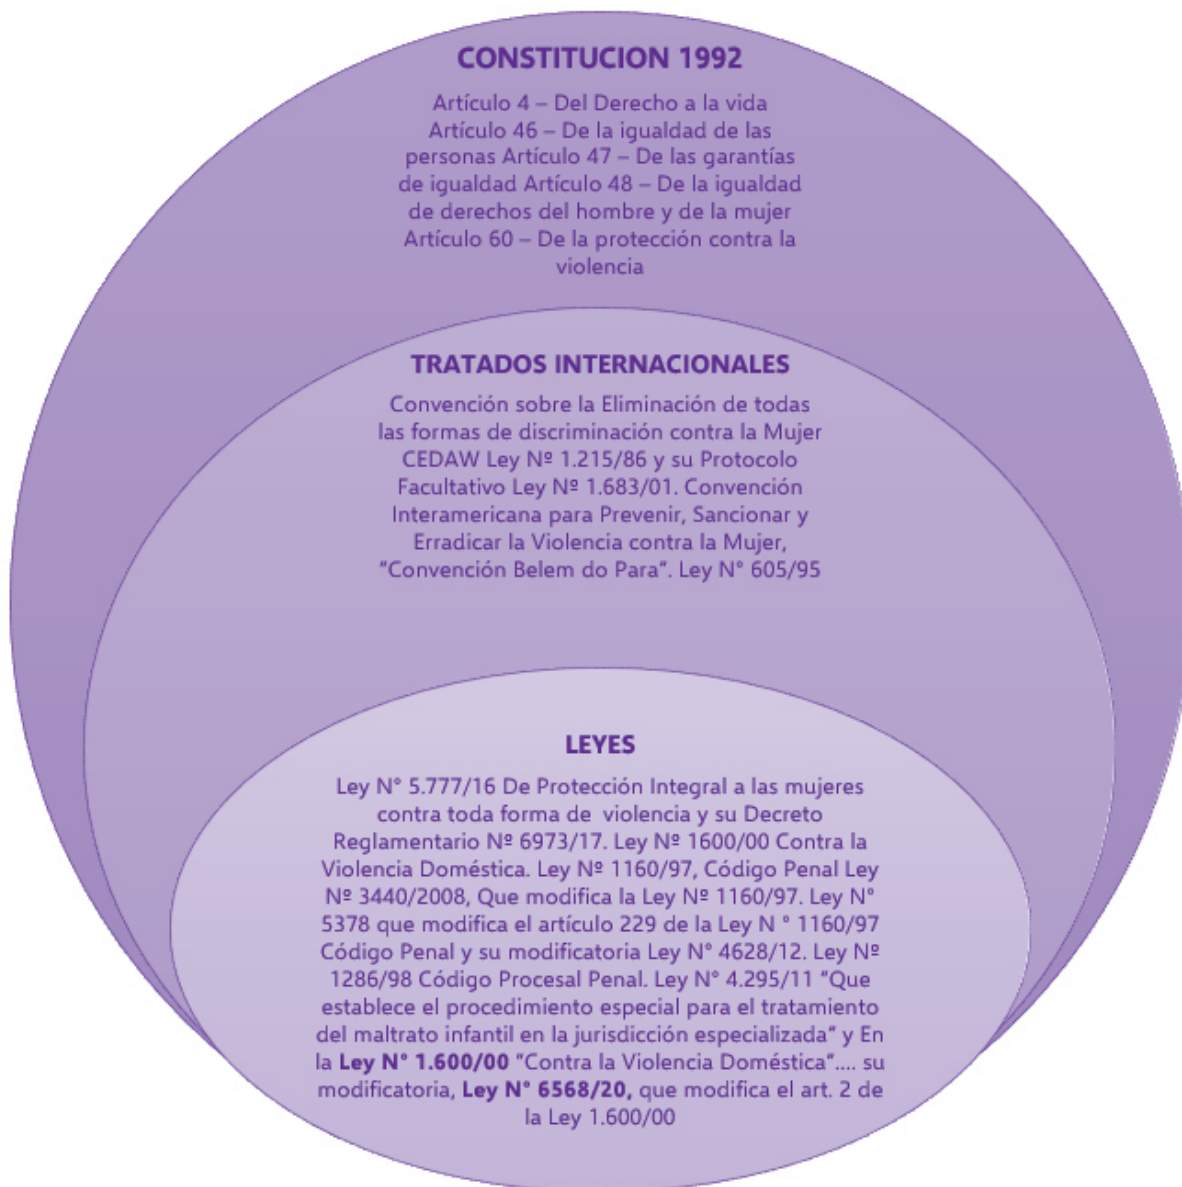 CONSTITUCION 1992
Artículo 4 – Del Derecho a la vida
Artículo 46 – De la igualdad de las
personas Artículo 47 – De las garantías
de igualdad Artículo 48 – De la igualdad
de derechos del hombre y de la mujer
Artículo 60 – De la protección contra la
violencia
TRATADOS INTERNACIONALES
Convención sobre la Eliminación de todas
las formas de discriminación contra la Mujer
CEDAW Ley Nº 1.215/86 y su Protocolo
Facultativo Ley Nº 1.683/01. Convención
Interamericana para Prevenir, Sancionar y
Erradicar la Violencia contra la Mujer,
“Convención Belem do Para”. Ley N° 605/95
LEYES
Ley N° 5.777/16 De Protección Integral a las mujeres
contra toda forma de violencia y su Decreto
Reglamentario Nº 6973/17. Ley Nº 1600/00 Contra la
Violencia Doméstica. Ley Nº 1160/97, Código Penal Ley
Nº 3440/2008, Que modifica la Ley Nº 1160/97. Ley N°
5378 que modifica el artículo 229 de la Ley N ° 1160/97
Código Penal y su modificatoria Ley N° 4628/12. Ley Nº
1286/98 Código Procesal Penal. Ley N° 4.295/11 “Que
establece el procedimiento especial para el tratamiento
del maltrato infantil en la jurisdicción especializada” y En
la Ley N° 1.600/00 “Contra la Violencia Doméstica”.... su
modificatoria, Ley N° 6568/20, que modifica el art. 2 de
la Ley 1.600/00